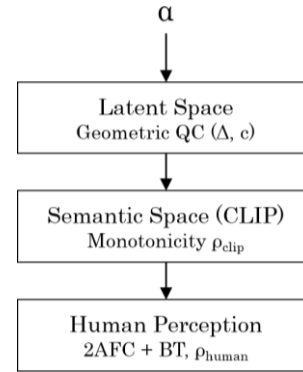 α
Latent Space
Geometric QC (Δ, c)
Semantic Space (CLIP)
Monotonicity ρclip
Human Perception
2AFC + BT, ρhuman